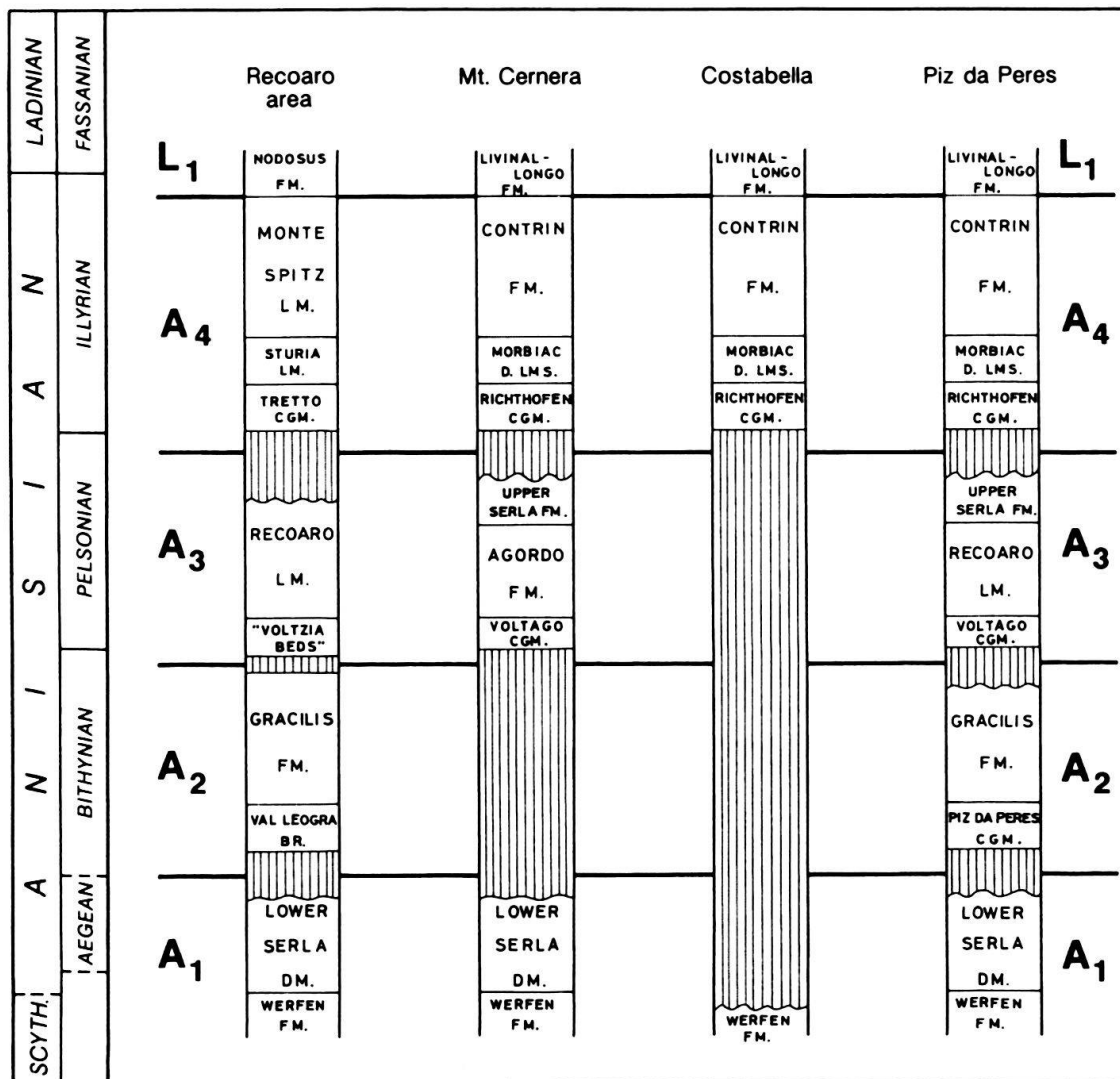 LADINIAN
FASSANIAN
ANISIAN
ILLYRIAN
PELSONIAN
BITHYNIAN
AEGEAN
SCYTH.
Recoaro
area
Mt. Cernera
Costabella
Piz da Peres
L1
A4
A3
A2
A1
NODOSUS
FM.
MONTE
SPITZ
LM.
STURIA
LM.
TRETTO
CGM.
RECOARO
LM.
"VOLTZIA
BEDS"
GRACILIS
FM.
VAL LEOGRA
BR.
LOWER
SERLA
DM.
WERFEN
FM.
LIVINAL-
LONGO
FM.
CONTRIN
FM.
MORBIAC
D. LMS.
RICHTHOFEN
CGM.
UPPER
SERLA FM.
AGORDO
FM.
VOLTAGO
CGM.
LOWER
SERLA
DM.
WERFEN
FM.
LIVINAL-
LONGO
FM.
CONTRIN
FM.
MORBIAC
D. LMS.
RICHTHOFEN
CGM.
WERFEN
FM.
LIVINAL-
LONGO
FM.
CONTRIN
FM.
MORBIAC
D. LMS.
RICHTHOFEN
CGM.
UPPER
SERLA FM.
RECOARO
LM.
VOLTAGO
CGM.
GRACILIS
FM.
PIZ DA PERES
CGM.
LOWER
SERLA
DM.
WERFEN
FM.
L1
A4
A3
A2
A1